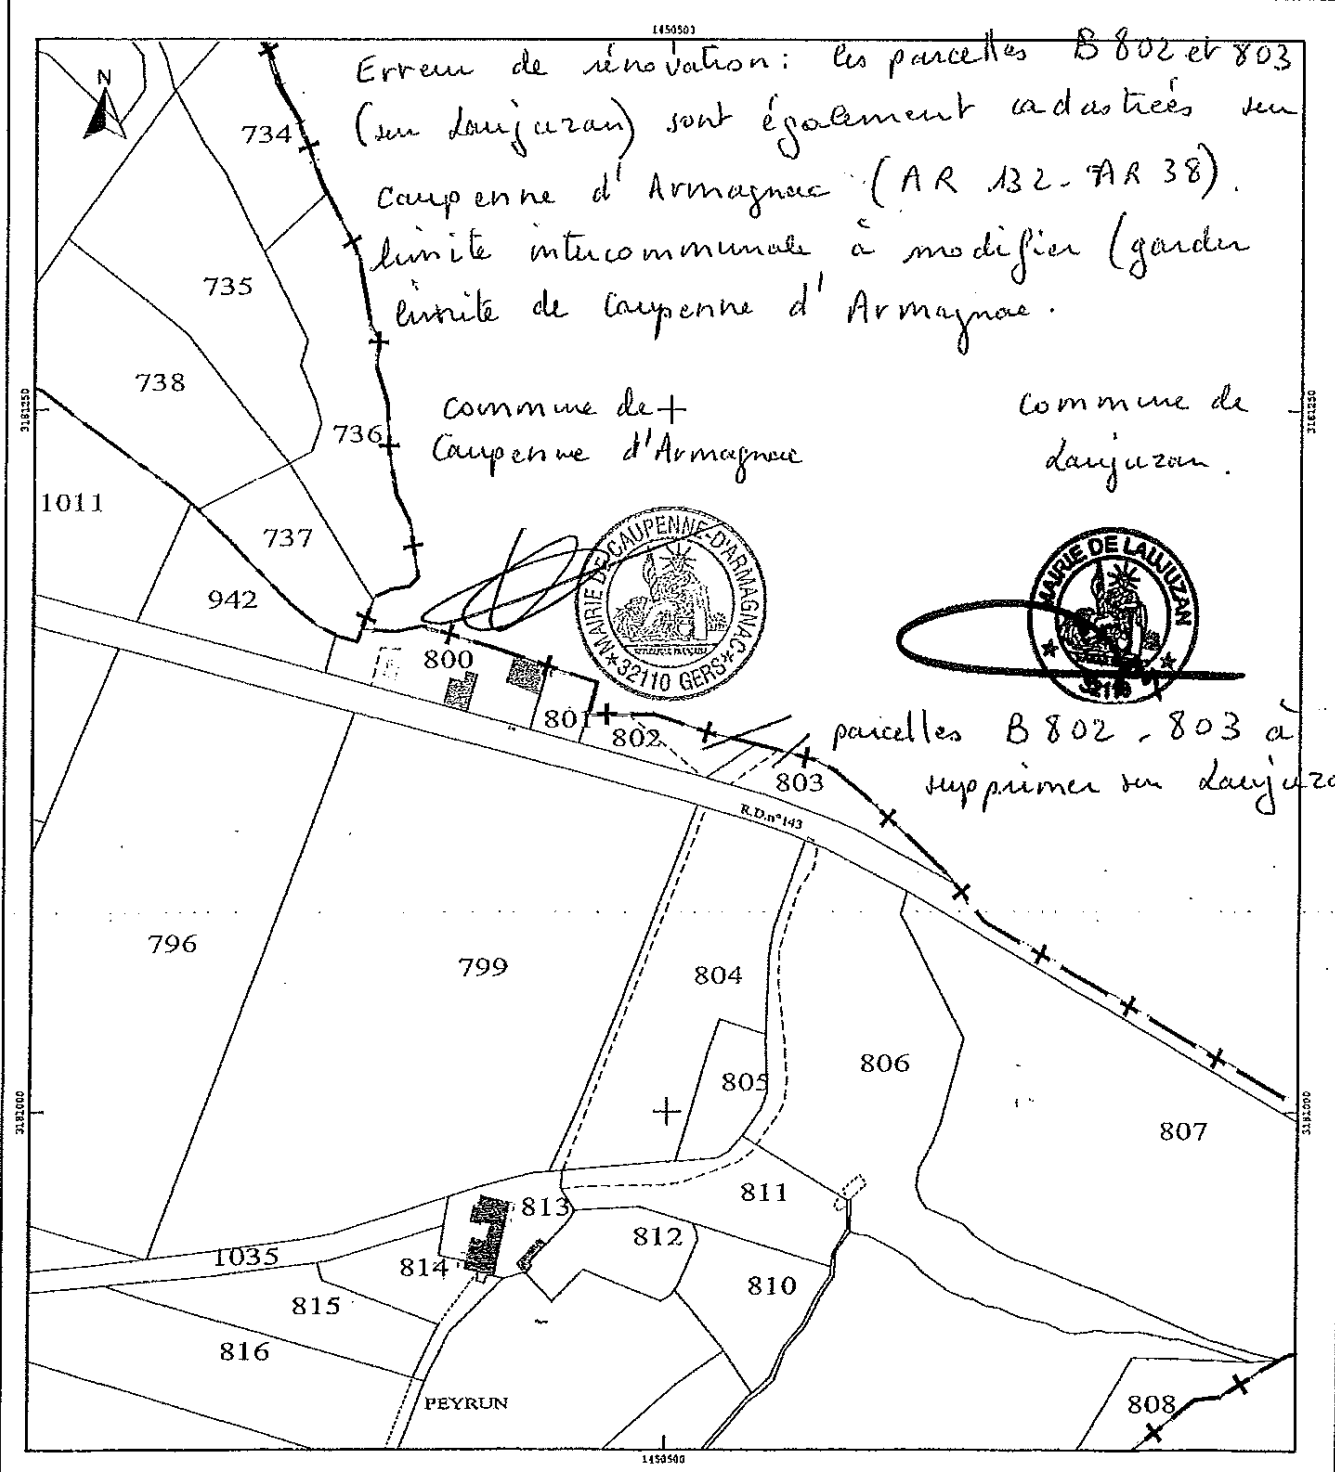 1450500
Erreur de rénovation : les parcelles B 802 et 803
(sur Laujuzan) sont également cadastrées sur
Caupenne d'Armagnac (AR 132 - AR 38).
limite intercommunale à modifier (garder
limite de Caupenne d'Armagnac.
N
734
735
738
736
3181250
3181250
commune de
Caupenne d'Armagnac
commune de
Laujuzan.
1011
737
942
MAIRIE DE CAUPENNE-D'ARMAGNAC
32110 GERS
MAIRIE DE LAUJUZAN
32110
800
801
802
803
parcelles B 802 - 803 à
supprimer sur
R.D.n°143
796
799
804
805
806
807
3181000
3181000
811
813
812
1035
814
810
815
816
PEYRUN
808
1450500